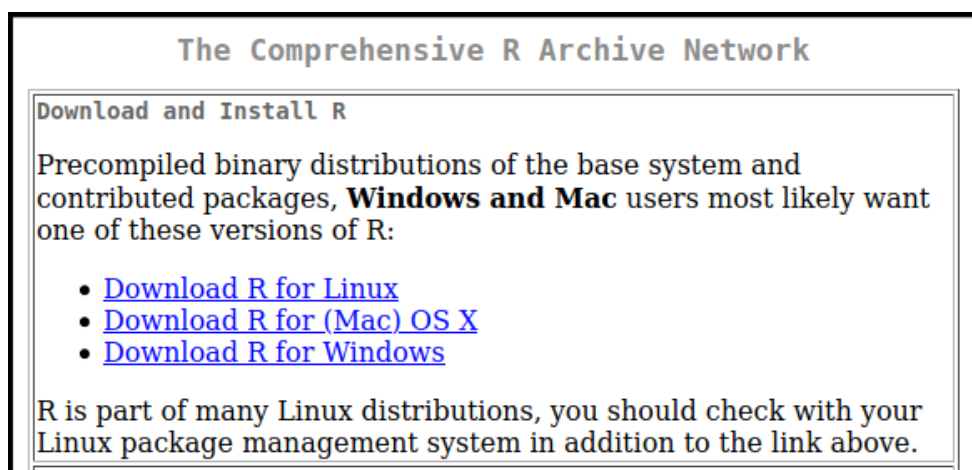 The Comprehensive R Archive Network
Download and Install R
Precompiled binary distributions of the base system and
contributed packages, Windows and Mac users most likely want
one of these versions of R:
• Download R for Linux
• Download R for (Mac) OS X
• Download R for Windows
R is part of many Linux distributions, you should check with your
Linux package management system in addition to the link above.